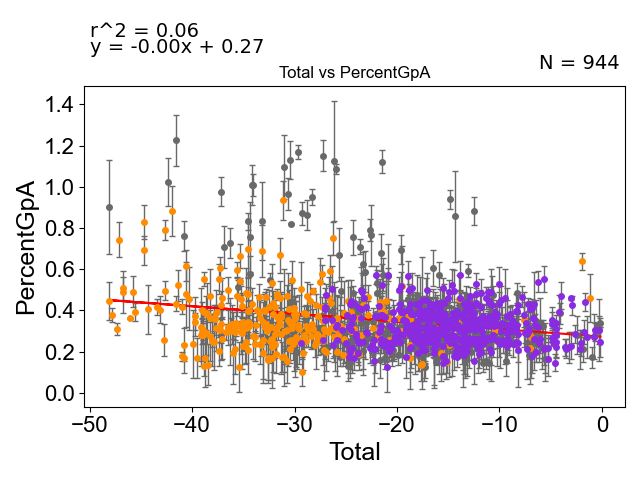 r^2 = 0.06
y = -0.00x + 0.27
N = 944
Total vs PercentGpA
PercentGpA
1.4
1.2
1.0
0.8
0.6
0.4
0.2
0.0
−50 −40 −30 −20 −10 0
Total